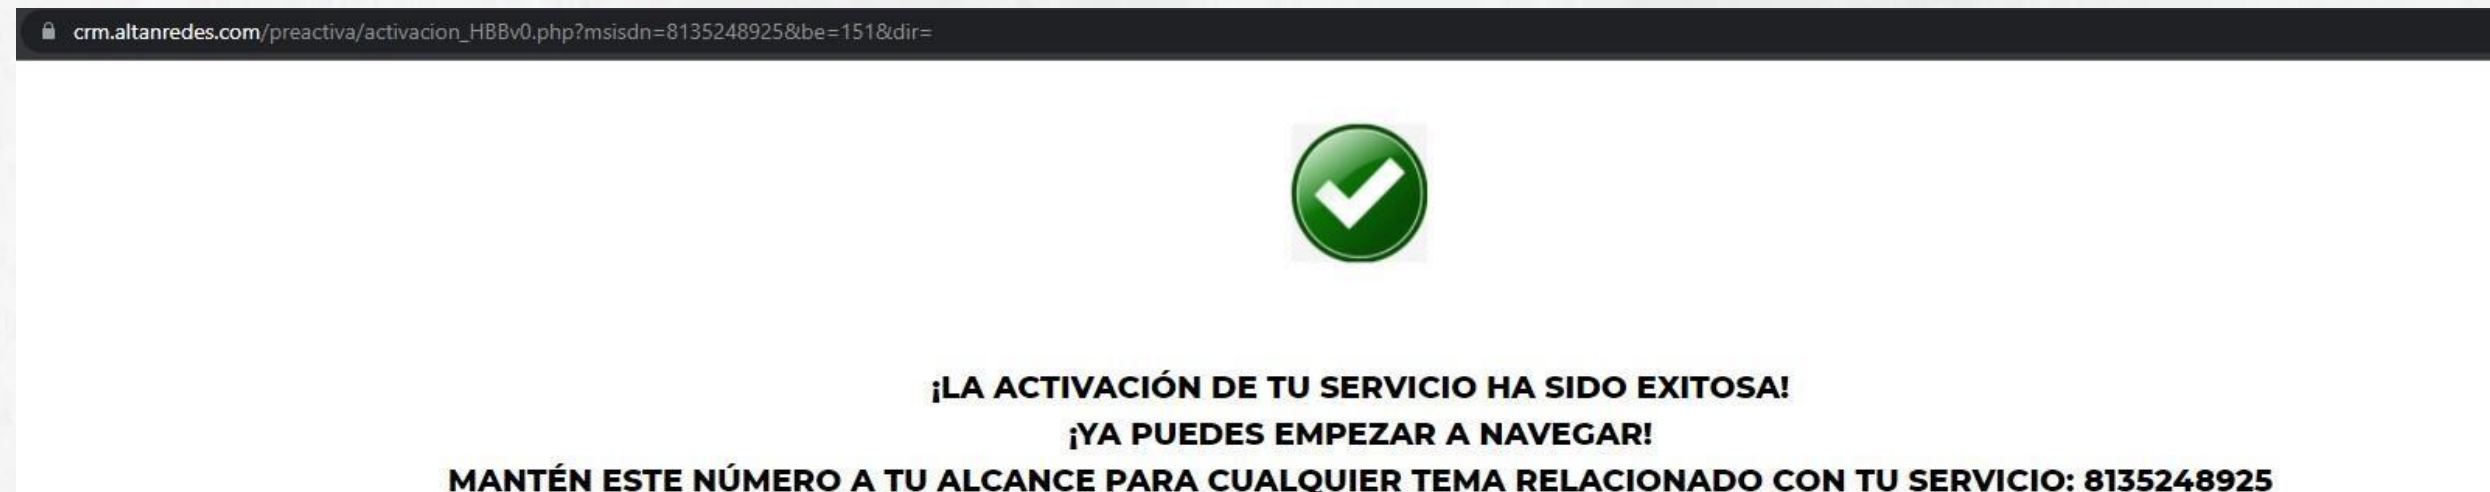 crm.altanredes.com/preactiva/activacion_HBBv0.php?msisdn=8135248925&be=151&dir=
¡LA ACTIVACIÓN DE TU SERVICIO HA SIDO EXITOSA!
¡YA PUEDES EMPEZAR A NAVEGAR!
MANTÉN ESTE NÚMERO A TU ALCANCE PARA CUALQUIER TEMA RELACIONADO CON TU SERVICIO: 8135248925